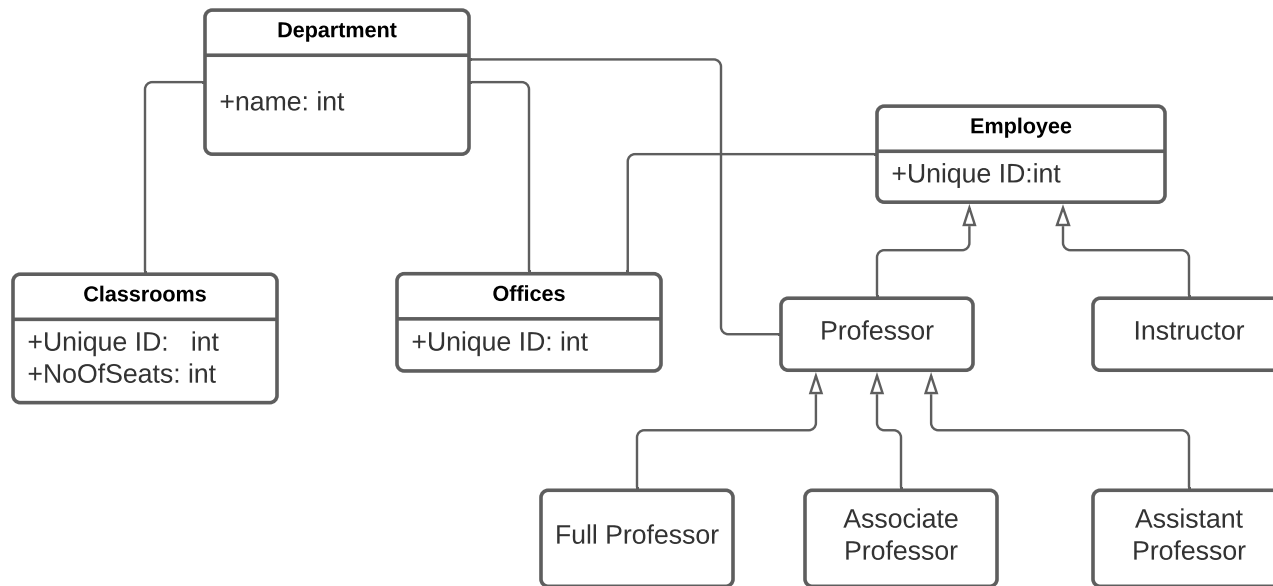 Department
+name: int
Employee
+Unique ID:int
Classrooms
+Unique ID: int
+NoOfSeats: int
Offices
+Unique ID: int
Professor
Instructor
Full Professor
Associate
Professor
Assistant
Professor